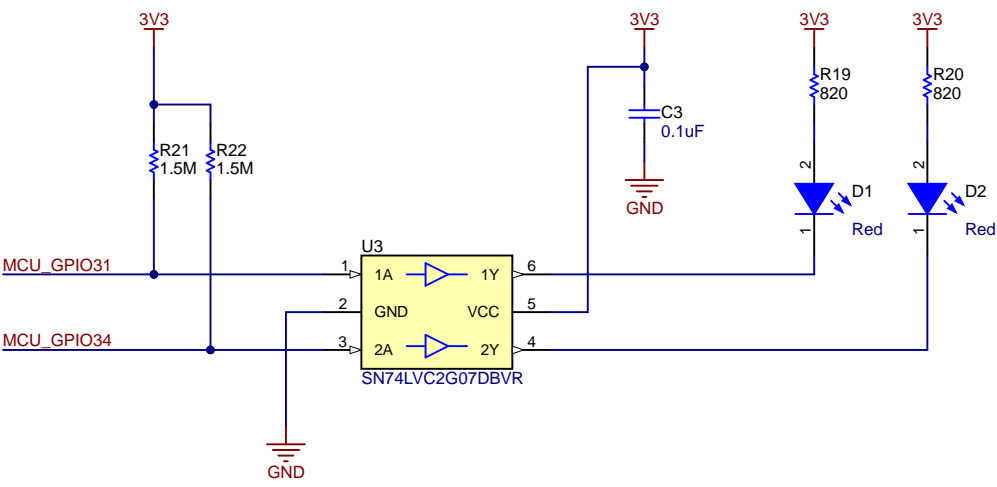 3V3
3V3
3V3
3V3
R19
820
R20
820
C3
0.1uF
R21
1.5M
R22
1.5M
2
2
D1
D2
GND
1
Red
1
Red
U3
MCU_GPIO31
1
1A
1Y
6
2
GND
VCC
5
MCU_GPIO34
3
2A
2Y
4
SN74LVC2G07DBVR
GND